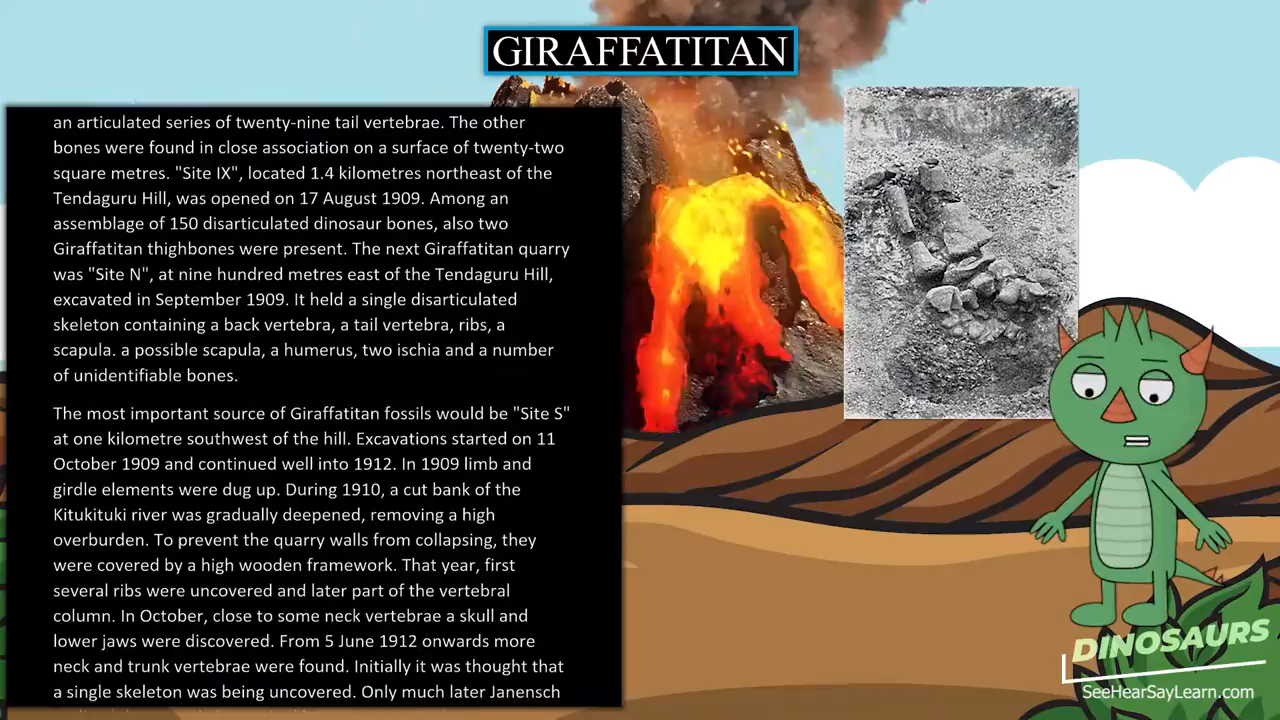 GIRAFFATITAN
an articulated series of twenty-nine tail vertebrae. The other
bones were found in close association on a surface of twenty-two
square metres. "Site IX", located 1.4 kilometres northeast of the
Tendaguru Hill, was opened on 17 August 1909. Among an
assemblage of 150 disarticulated dinosaur bones, also two
Giraffatitan thighbones were present. The next Giraffatitan quarry
was "Site N", at nine hundred metres east of the Tendaguru Hill,
excavated in September 1909. It held a single disarticulated
skeleton containing a back vertebra, a tail vertebra, ribs, a
scapula. a possible scapula, a humerus, two ischia and a number
of unidentifiable bones.
The most important source of Giraffatitan fossils would be "Site S"
at one kilometre southwest of the hill. Excavations started on 11
October 1909 and continued well into 1912. In 1909 limb and
girdle elements were dug up. During 1910, a cut bank of the
Kitukituki river was gradually deepened, removing a high
overburden. To prevent the quarry walls from collapsing, they
were covered by a high wooden framework. That year, first
several ribs were uncovered and later part of the vertebral
column. In October, close to some neck vertebrae a skull and
lower jaws were discovered. From 5 June 1912 onwards more
neck and trunk vertebrae were found. Initially it was thought that
a single skeleton was being uncovered. Only much later Janensch
DINOSAURS
SeeHearSayLearn.com